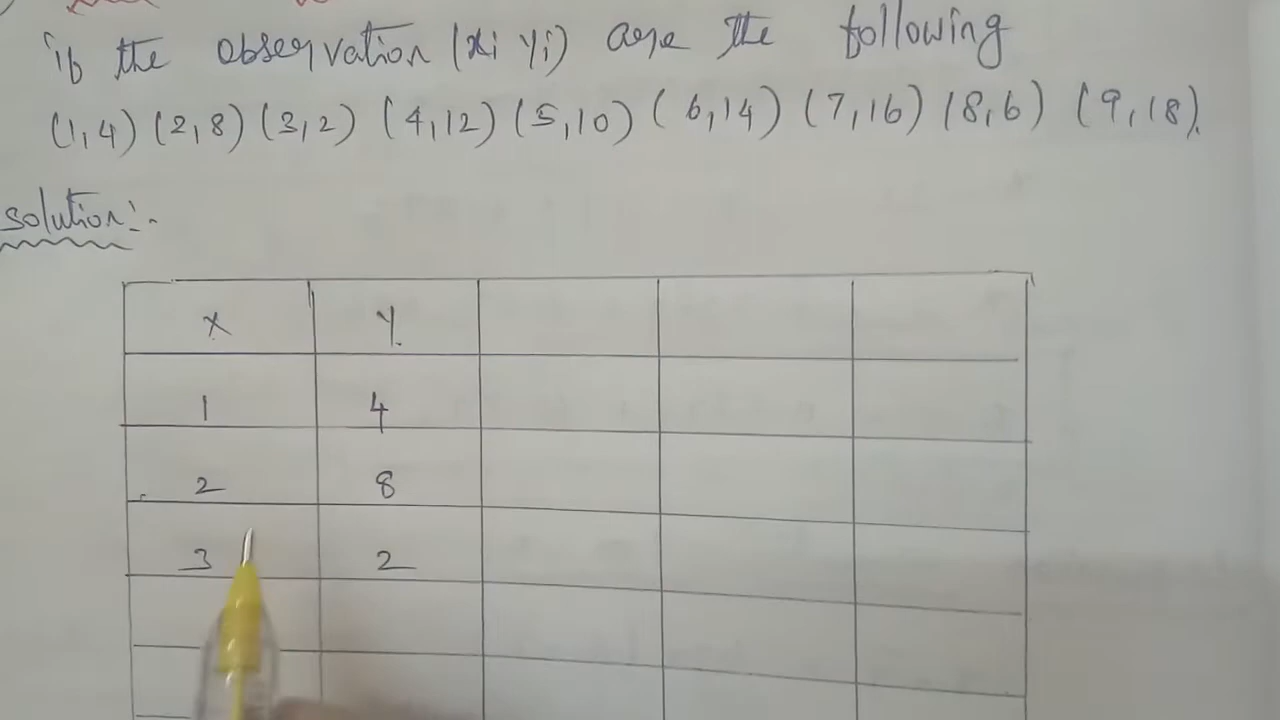 if the observation (xi yi) are the following
(1,4) (2,8) (3,2) (4,12) (5,10) (6,14) (7,16) (8,6) (9,18).
solution:-
x y
1 4
2 8
3 2